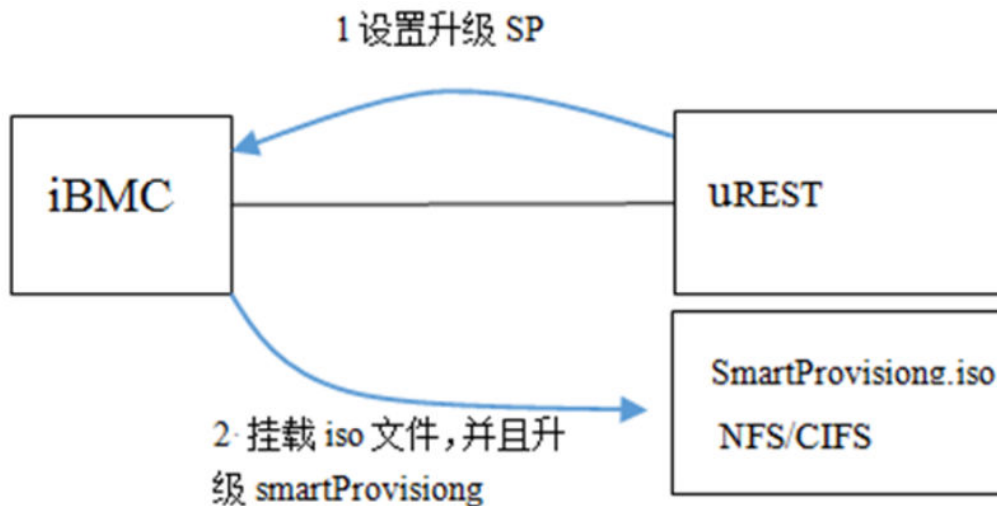 1 设置升级 SP
iBMC
uREST
SmartProvisiong.iso
NFS/CIFS
2 挂载 iso 文件，并且升
级 smartProvisiong